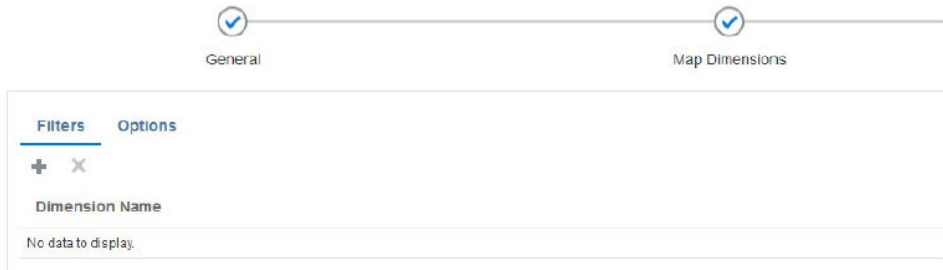 General Map Dimensions
Filters Options
Dimension Name
No data to display.